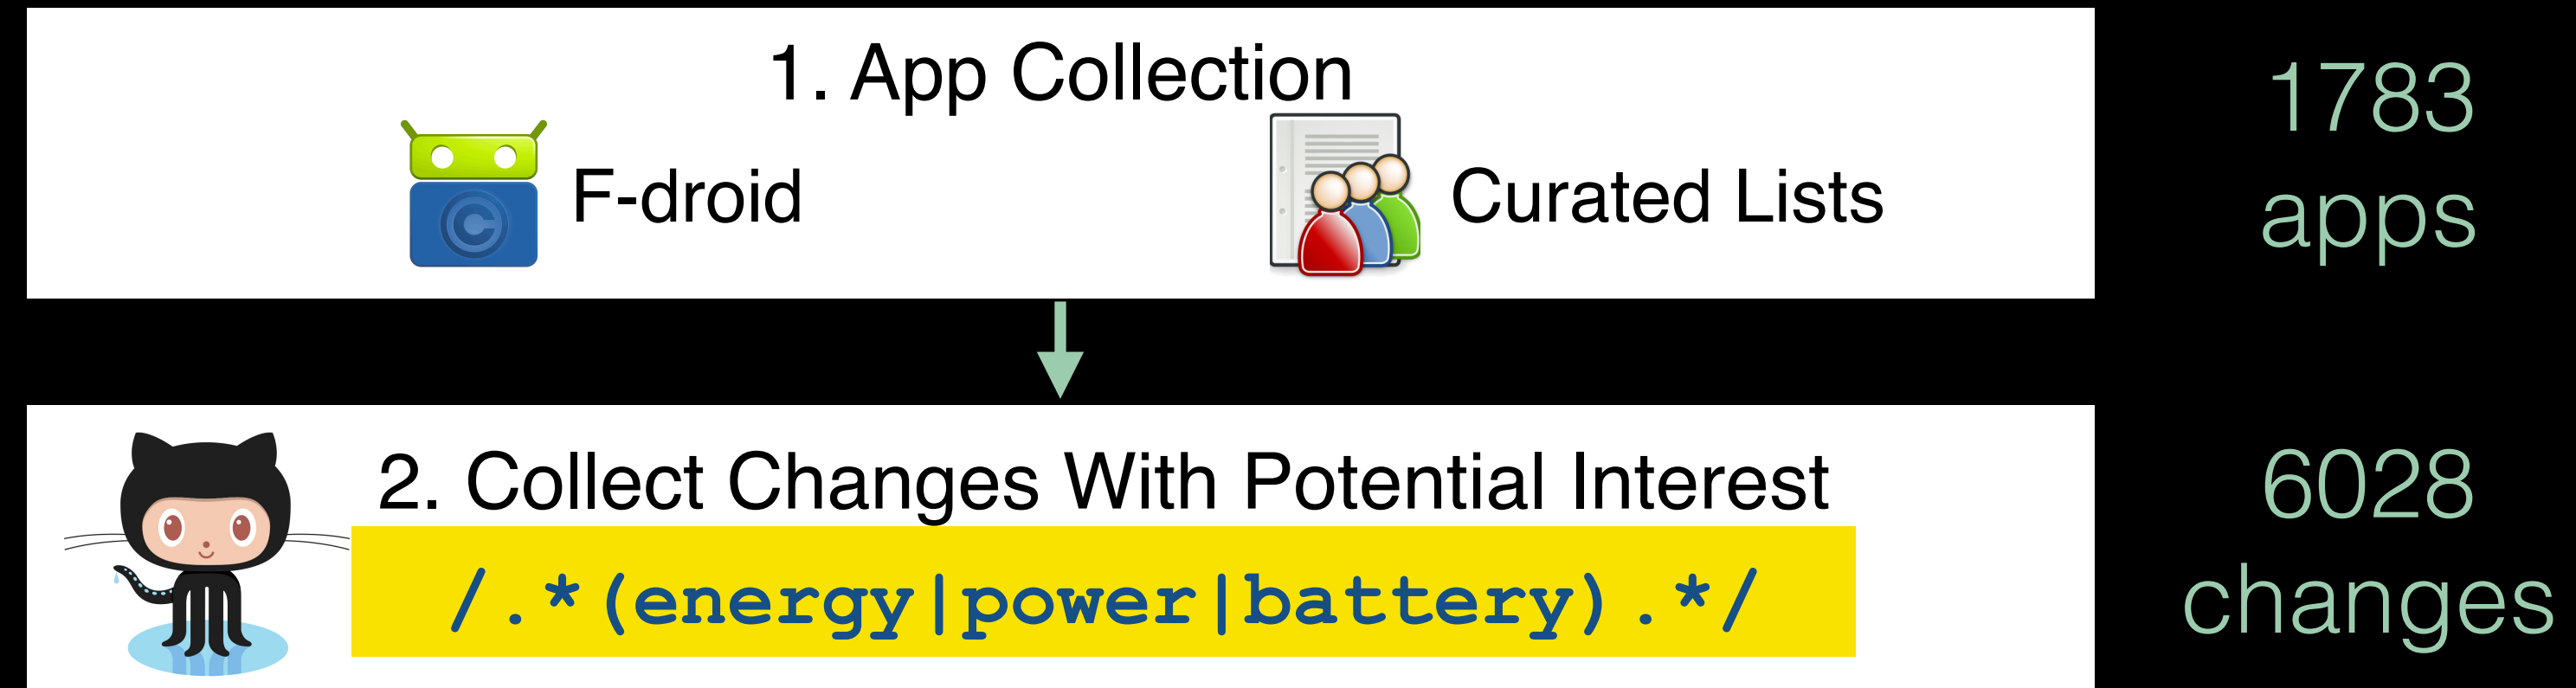 1. App Collection
F-droid
Curated Lists
1783
apps
2. Collect Changes With Potential Interest
/.*(energy|power|battery).*/
6028
changes